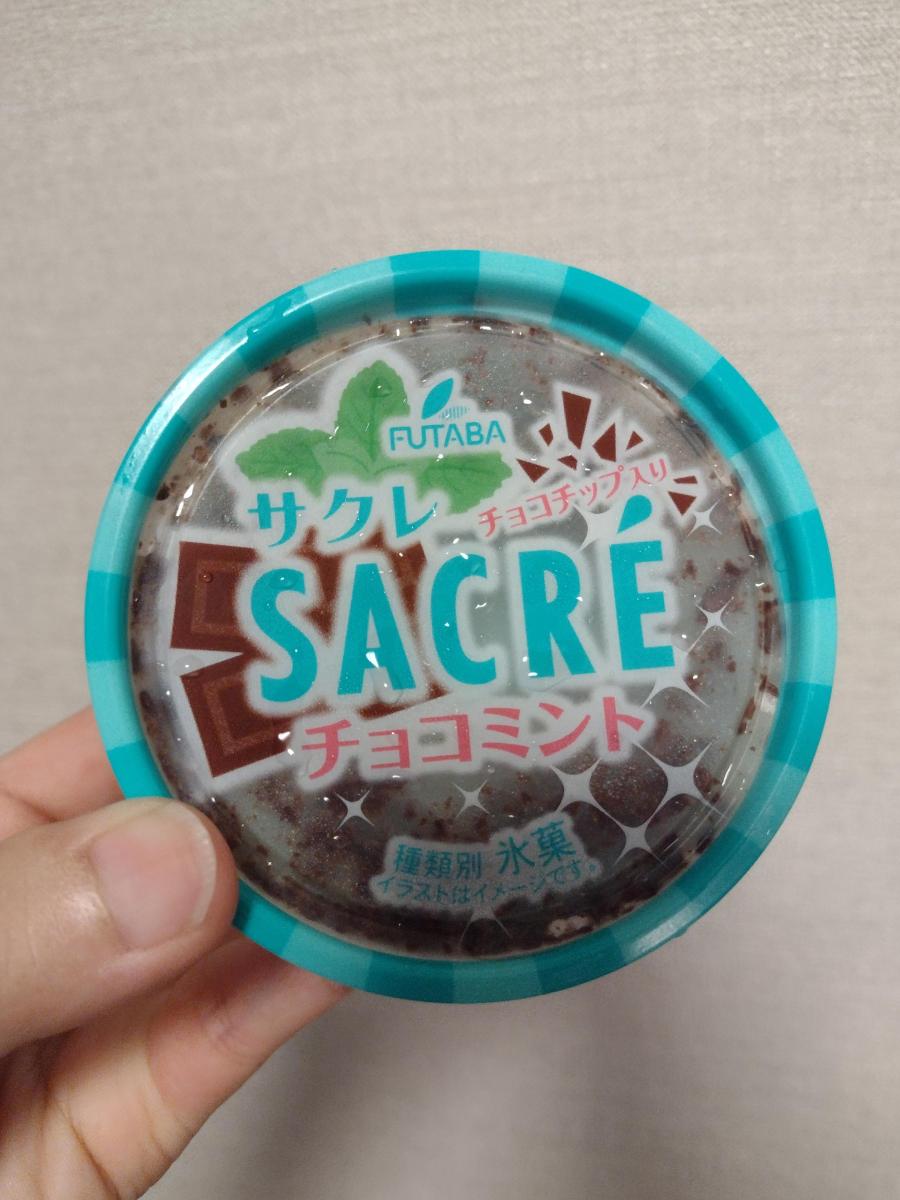 FUTABA
サクレ
チョコチップ入り
SACRÉ
チョコミント
種類別 氷菓
イラストはイメージです。